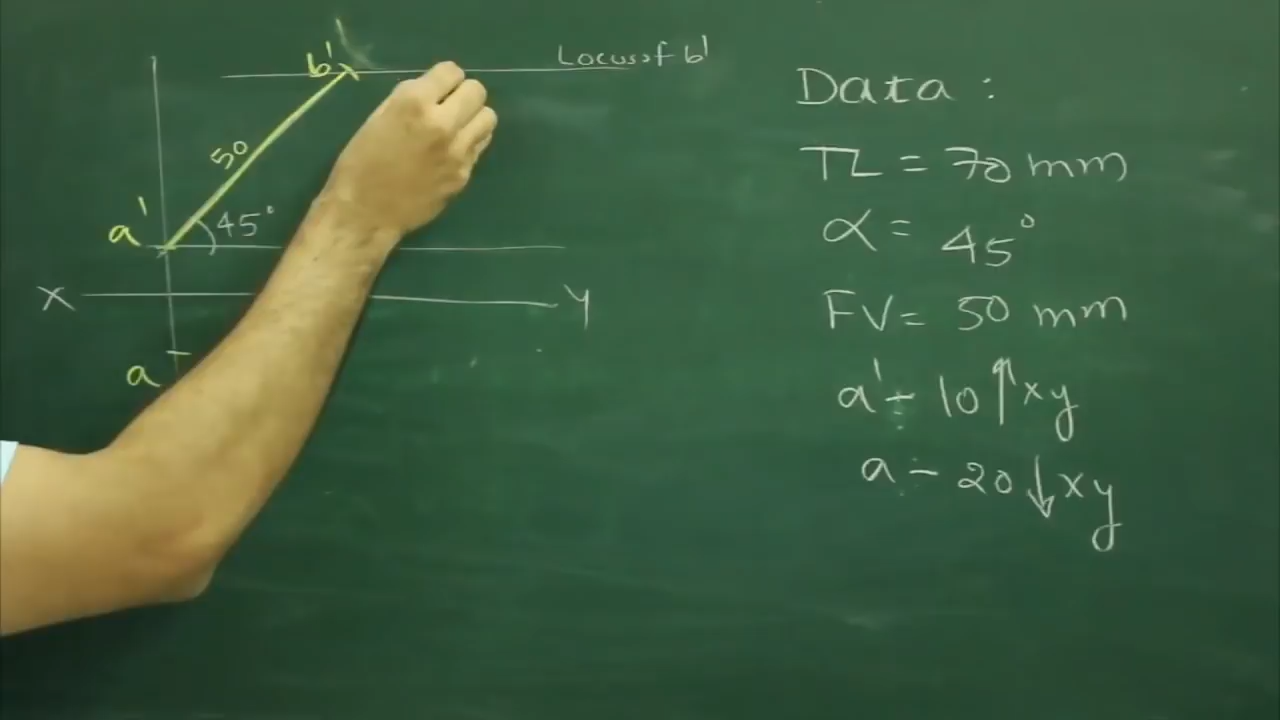 b'
Locus of b'
50
a'
45°
X
Y
a
Data :
TL = 70 mm
α = 45°
FV = 50 mm
a' - 10 ↑ xy
a - 20 ↓ xy